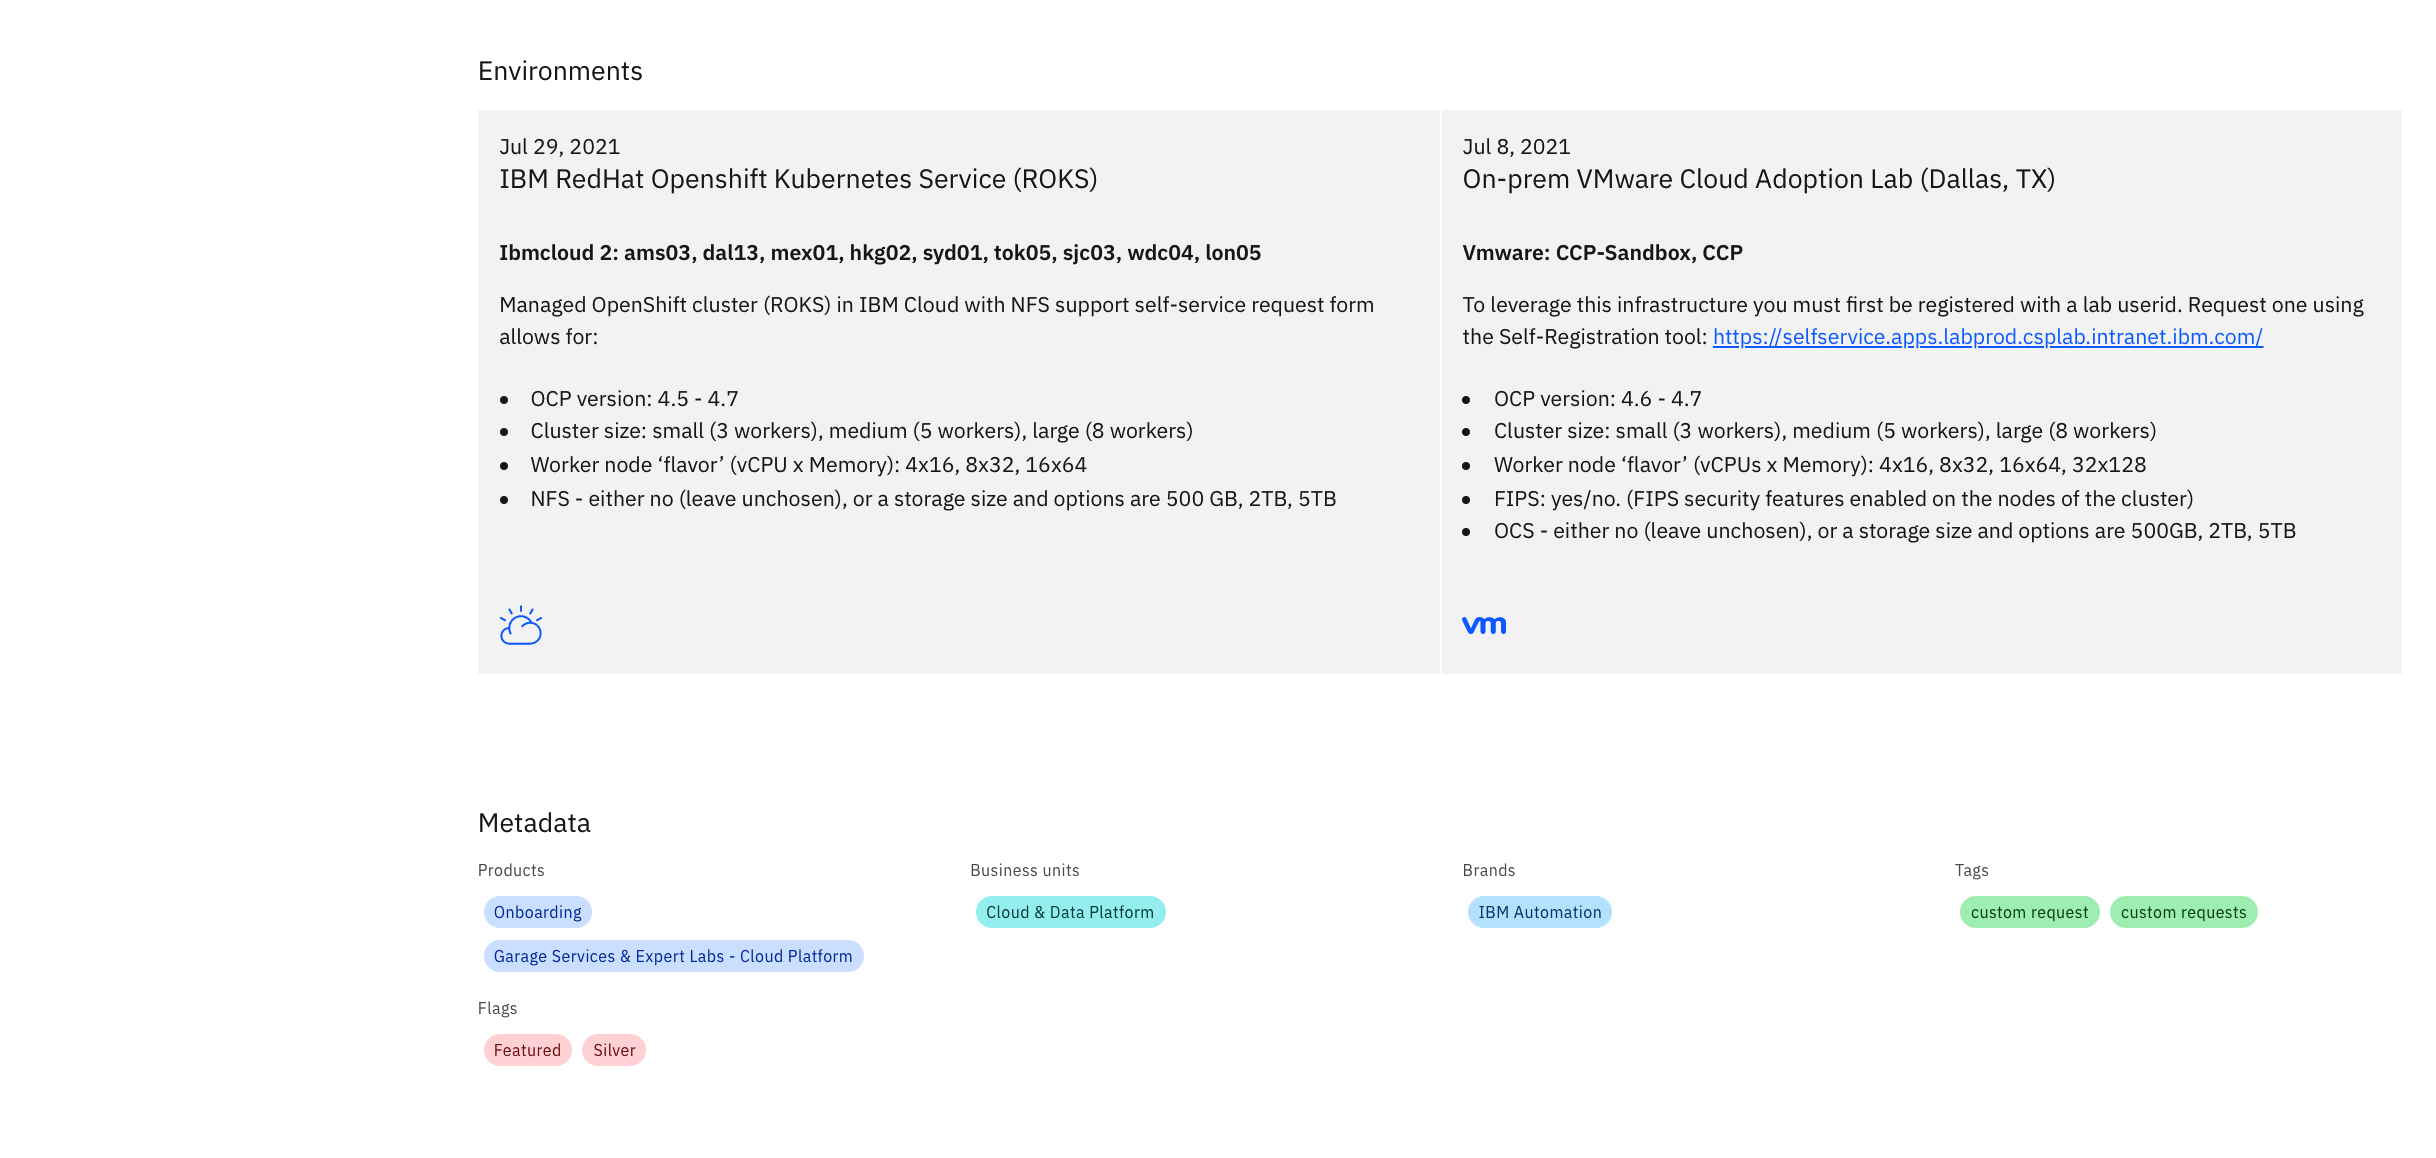 Environments
Jul 29, 2021
IBM RedHat Openshift Kubernetes Service (ROKS)
Ibmcloud 2: ams03, dal13, mex01, hkg02, syd01, tok05, sjc03, wdc04, lon05
Managed OpenShift cluster (ROKS) in IBM Cloud with NFS support self-service request form
allows for:
• OCP version: 4.5 - 4.7
• Cluster size: small (3 workers), medium (5 workers), large (8 workers)
• Worker node ‘flavor’ (vCPU x Memory): 4x16, 8x32, 16x64
• NFS - either no (leave unchosen), or a storage size and options are 500 GB, 2TB, 5TB
Jul 8, 2021
On-prem VMware Cloud Adoption Lab (Dallas, TX)
Vmware: CCP-Sandbox, CCP
To leverage this infrastructure you must first be registered with a lab userid. Request one using
the Self-Registration tool: https://selfservice.apps.labprod.csplab.intranet.ibm.com/
• OCP version: 4.6 - 4.7
• Cluster size: small (3 workers), medium (5 workers), large (8 workers)
• Worker node ‘flavor’ (vCPUs x Memory): 4x16, 8x32, 16x64, 32x128
• FIPS: yes/no. (FIPS security features enabled on the nodes of the cluster)
• OCS - either no (leave unchosen), or a storage size and options are 500GB, 2TB, 5TB
vm
Metadata
Products
Onboarding
Garage Services & Expert Labs - Cloud Platform
Business units
Cloud & Data Platform
Brands
IBM Automation
Tags
custom request custom requests
Flags
Featured Silver